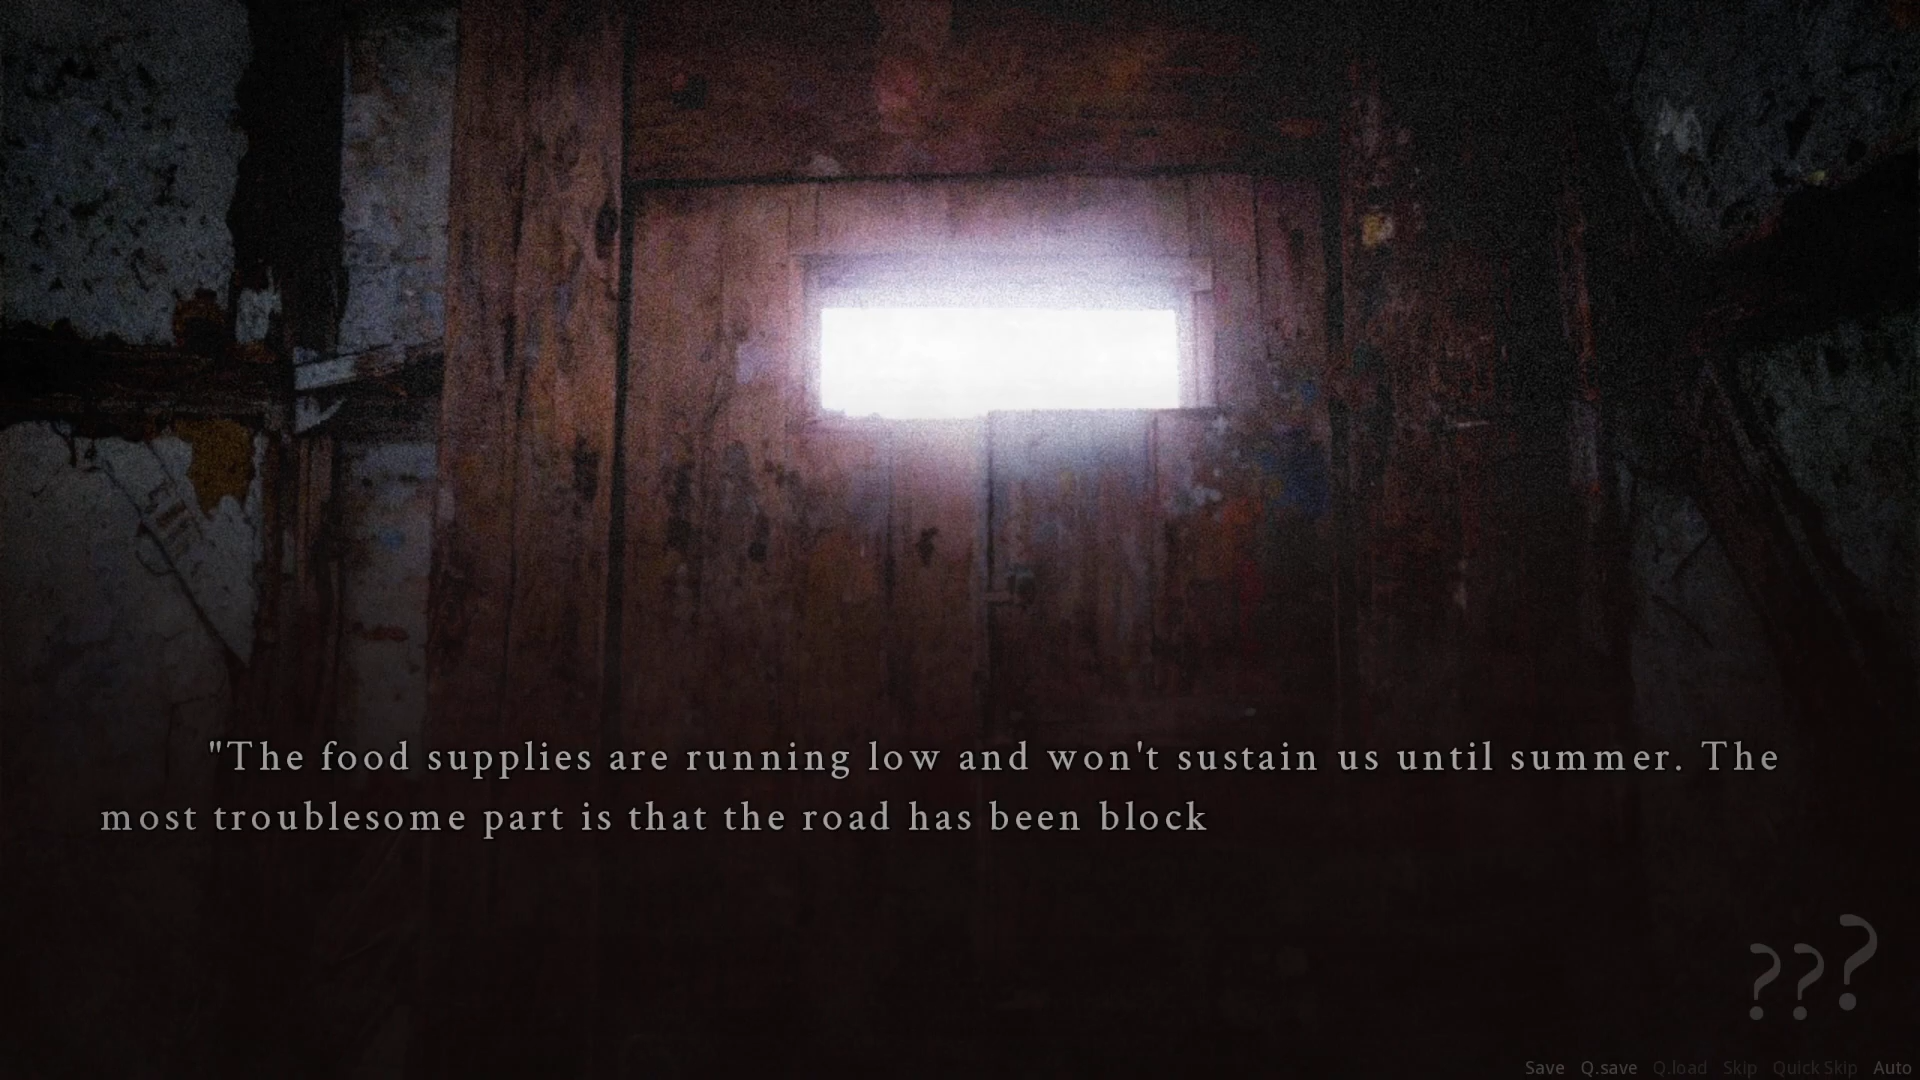 "The food supplies are running low and won't sustain us until summer. The
most troublesome part is that the road has been block
???
Save Q.save Q.load Skip Quick Skip Auto